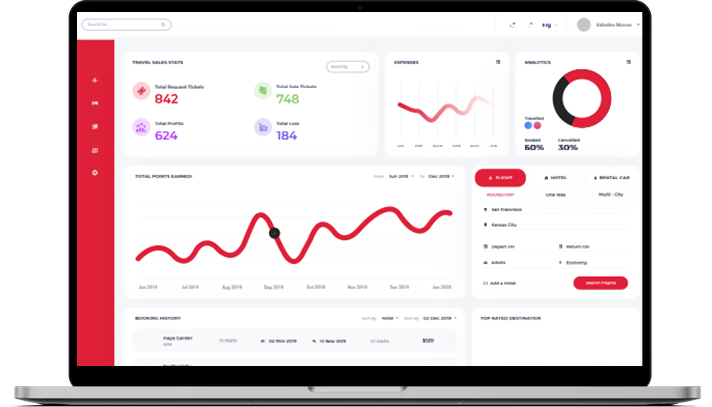 Search for...
Eng
TRAVEL SALES STATS
Monthly
EXPENSES
ANALYTICS
Total Request Tickets
842
Total Sale Tickets
748
Total Profits
624
Total Loss
184
Travelled
Booked
60%
Cancelled
30%
TOTAL POINTS EARNED
From Jun 2019
To Dec 2019
Jun 2019
Jul 2019
Aug 2019
Sep 2019
Oct 2019
Nov 2019
Dec 2019
Jan 2020
FLIGHT
HOTEL
RENTAL CAR
ROUNDTRIP
One Way
Multi - City
San Francisco
Kansas City
Depart On
Return On
Adults
Economy
Add a Hotel
Search Flights
BOOKING HISTORY
Sort By Hotel
Sort By 02 Dec 2019
TOP RATED DESTINATION
02 Nov 2019
12 Nov 2019
02 Adults
$120